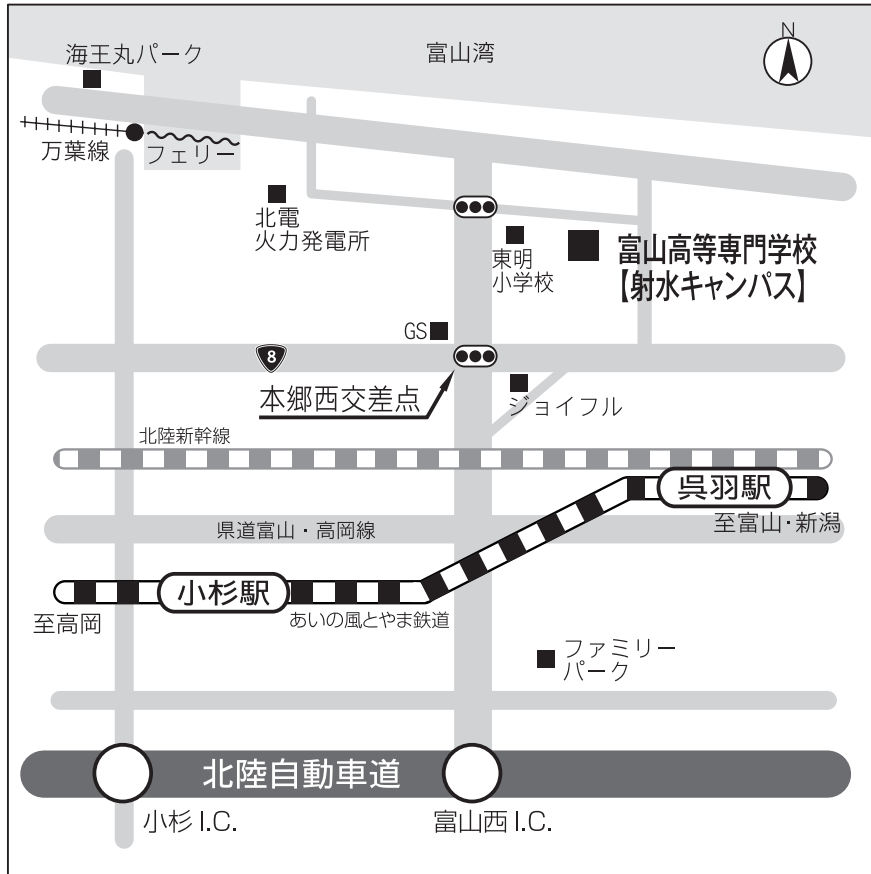 N
海王丸パーク
富山湾
万葉線
フェリー
北電
火力発電所
東明
小学校
富山高等専門学校
【射水キャンパス】
GS
8
本郷西交差点
ジョイフル
北陸新幹線
呉羽駅
県道富山・高岡線
至富山・新潟
小杉駅
至高岡
あいの風とやま鉄道
ファミリー
パーク
北陸自動車道
小杉 I.C.
富山西 I.C.